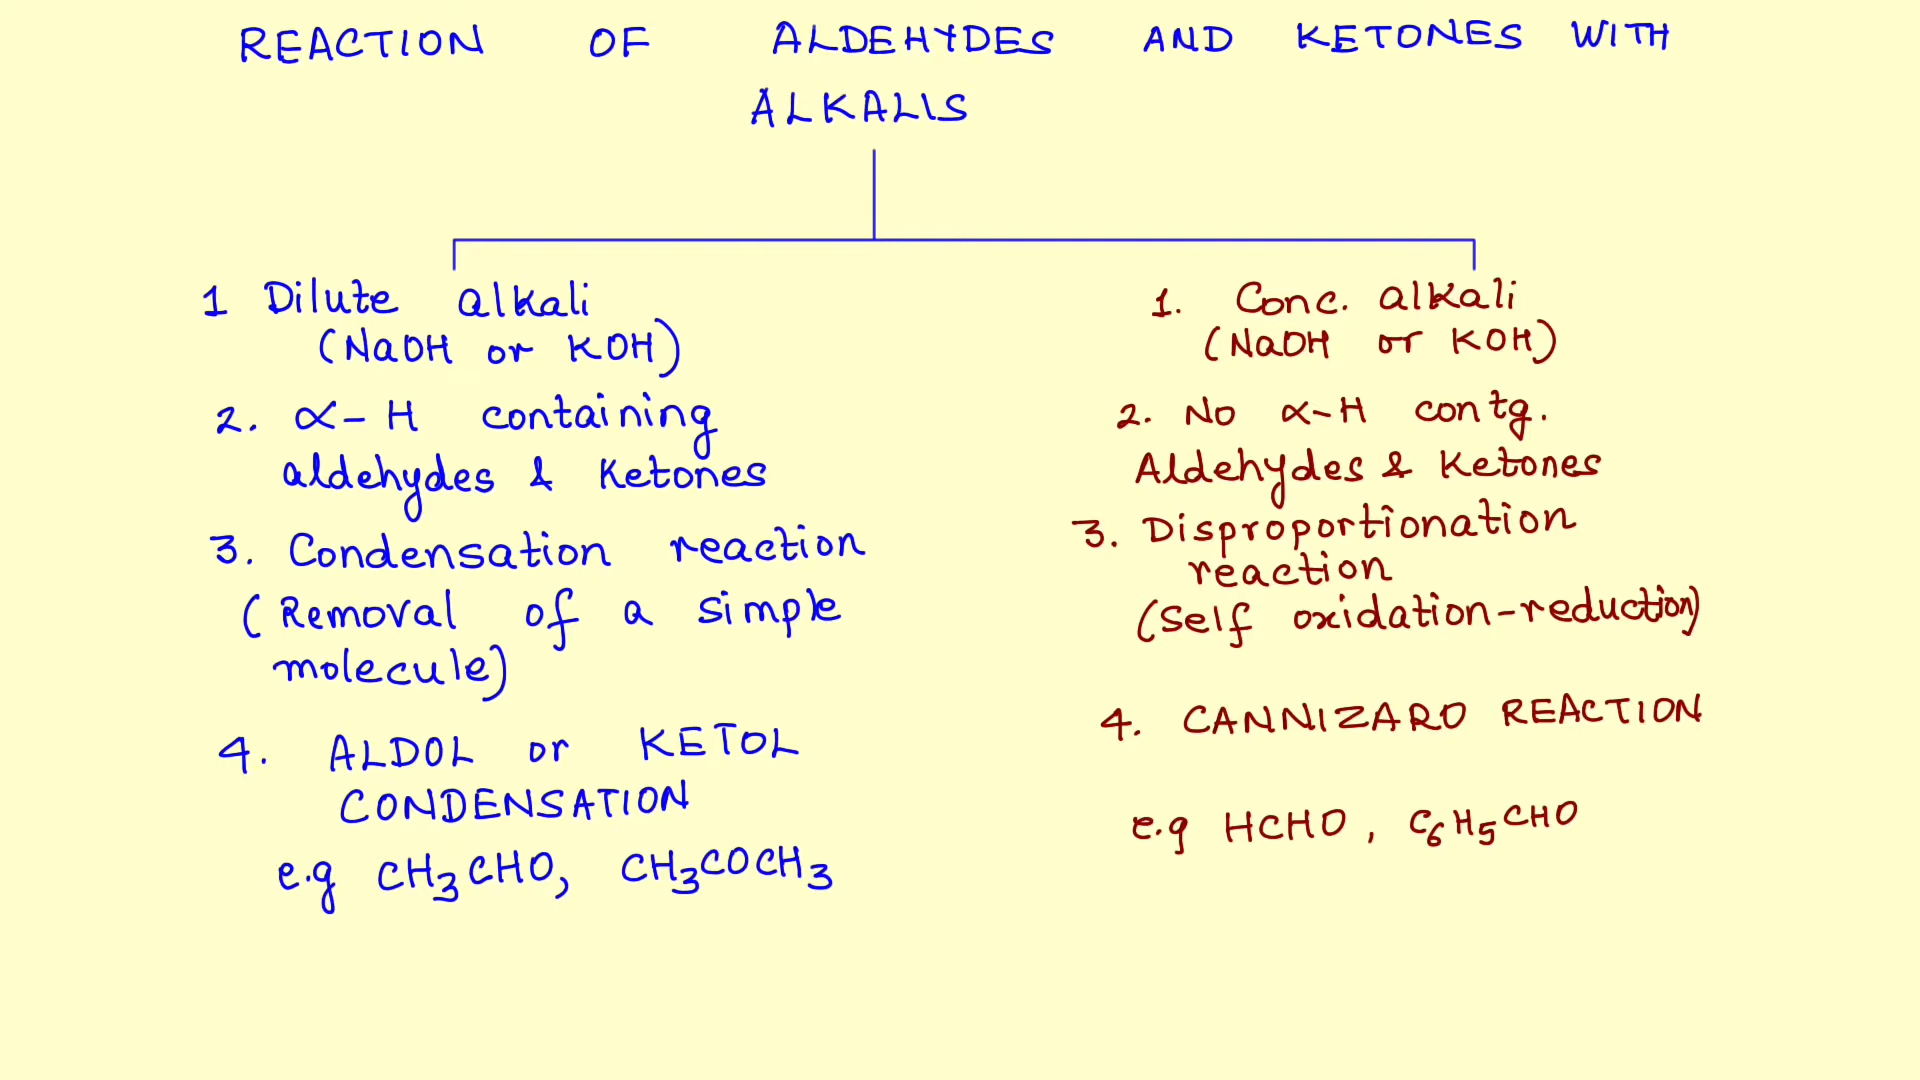 REACTION OF ALDEHYDES AND KETONES WITH
ALKALIS
1 Dilute alkali
(NaOH or KOH)
2. α-H containing
aldehydes & Ketones
3. Condensation reaction
(Removal of a simple
molecule)
4. ALDOL or KETOL
CONDENSATION
e.g CH₃CHO, CH₃COCH₃
1. Conc. alkali
(NaOH or KOH)
2. No α-H contg.
Aldehydes & Ketones
3. Disproportionation
reaction
(Self oxidation-reduction)
4. CANNIZARO REACTION
e.g HCHO, C₆H₅CHO